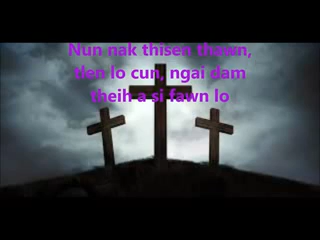 Nun nak thisen thawn,
tlen lo cun, ngai dam
theih a si fawn lo